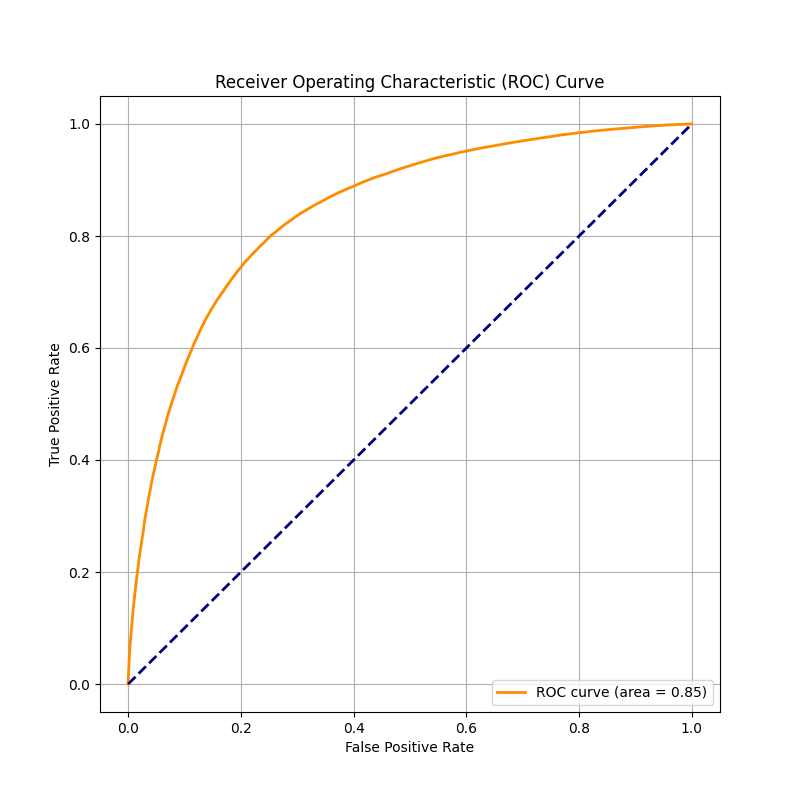 Receiver Operating Characteristic (ROC) Curve
1.0
0.8
0.6
0.4
0.2
0.0
True Positive Rate
ROC curve (area = 0.85)
0.0 0.2 0.4 0.6 0.8 1.0
False Positive Rate